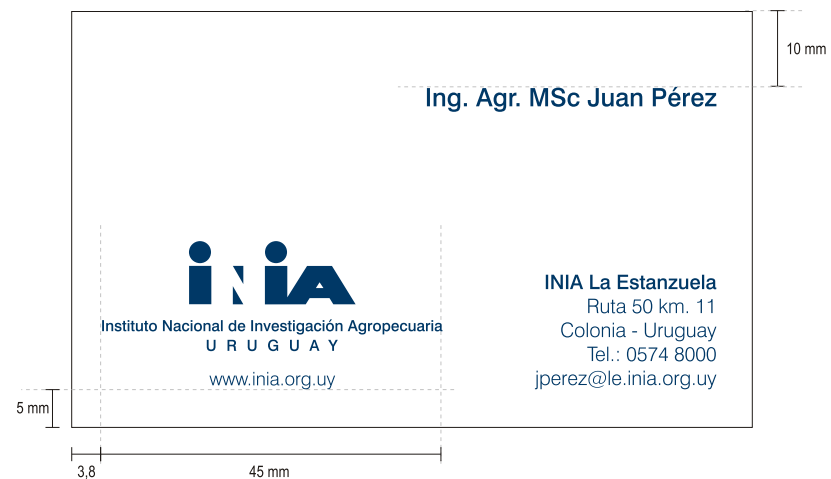 10 mm
Ing. Agr. MSc Juan Pérez
INIA
Instituto Nacional de Investigación Agropecuaria
URUGUAY
www.inia.org.uy
INIA La Estanzuela
Ruta 50 km. 11
Colonia - Uruguay
Tel.: 0574 8000
jperez@le.inia.org.uy
5 mm
3,8
45 mm